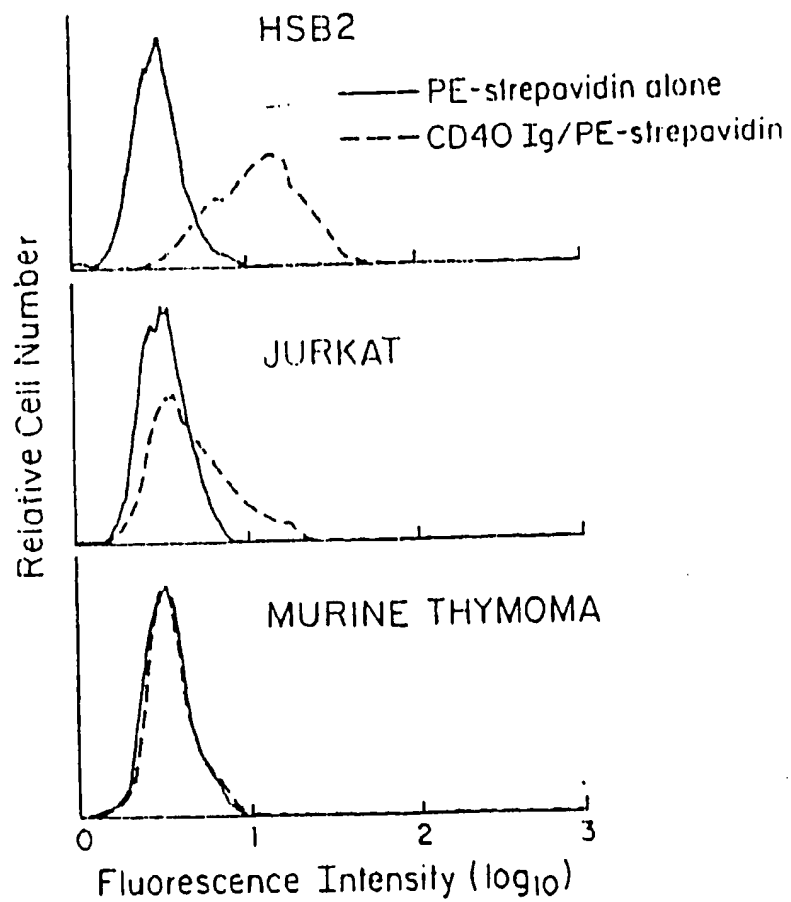 HSB2
PE-strepavidin alone
CD40 Ig/PE-strepavidin
JURKAT
MURINE THYMOMA
Relative Cell Number
0 1 2 3
Fluorescence Intensity (log10)